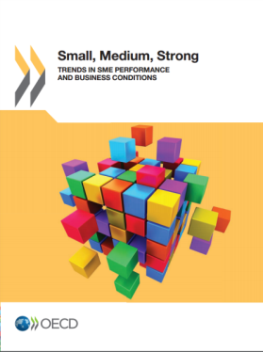 Small, Medium, Strong
TRENDS IN SME PERFORMANCE
AND BUSINESS CONDITIONS
OECD